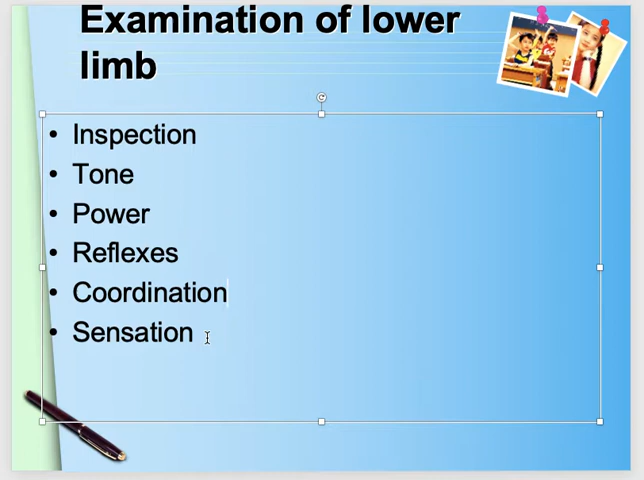 Examination of lower
limb
• Inspection
• Tone
• Power
• Reflexes
• Coordination
• Sensation